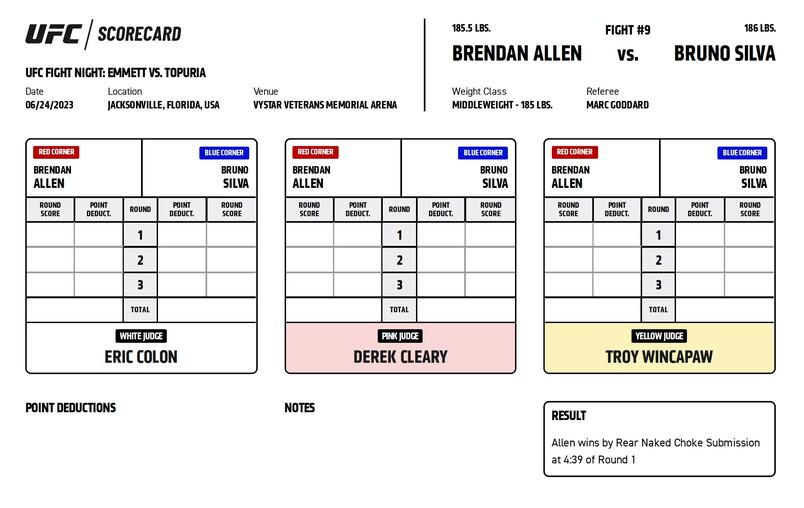 UFC SCORECARD
UFC FIGHT NIGHT: EMMETT VS. TOPURIA
Date Location Venue
06/24/2023 JACKSONVILLE, FLORIDA, USA VYSTAR VETERANS MEMORIAL ARENA
185.5 LBS. FIGHT #9 186 LBS.
BRENDAN ALLEN VS. BRUNO SILVA
Weight Class Referee
MIDDLEWEIGHT - 185 LBS. MARC GODDARD
RED CORNER BLUE CORNER
BRENDAN BRUNO
ALLEN SILVA
ROUND POINT ROUND POINT ROUND
SCORE DEDUCT. DEDUCT. SCORE
1
2
3
TOTAL
WHITE JUDGE
ERIC COLON
RED CORNER BLUE CORNER
BRENDAN BRUNO
ALLEN SILVA
ROUND POINT ROUND POINT ROUND
SCORE DEDUCT. DEDUCT. SCORE
1
2
3
TOTAL
PINK JUDGE
DEREK CLEARY
RED CORNER BLUE CORNER
BRENDAN BRUNO
ALLEN SILVA
ROUND POINT ROUND POINT ROUND
SCORE DEDUCT. DEDUCT. SCORE
1
2
3
TOTAL
YELLOW JUDGE
TROY WINCAPAW
POINT DEDUCTIONS
NOTES
RESULT
Allen wins by Rear Naked Choke Submission
at 4:39 of Round 1